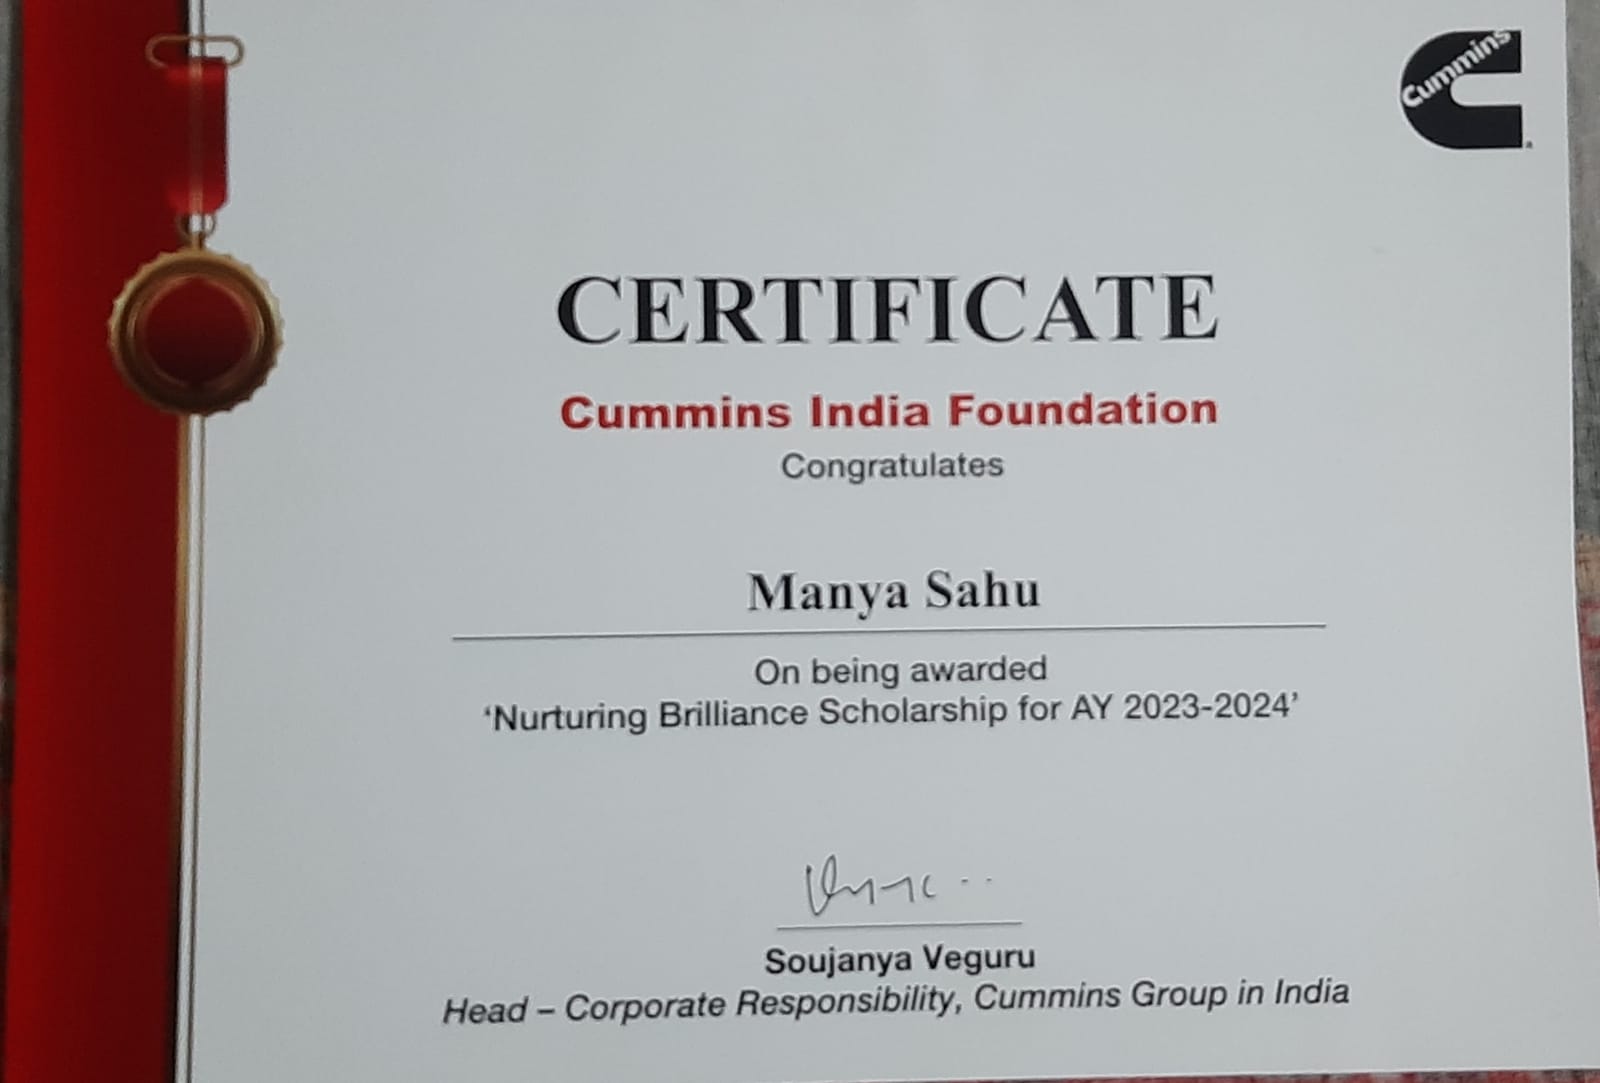 Cummins
CERTIFICATE
Cummins India Foundation
Congratulates
Manya Sahu
On being awarded
‘Nurturing Brilliance Scholarship for AY 2023-2024’
Soujanya Veguru
Head – Corporate Responsibility, Cummins Group in India